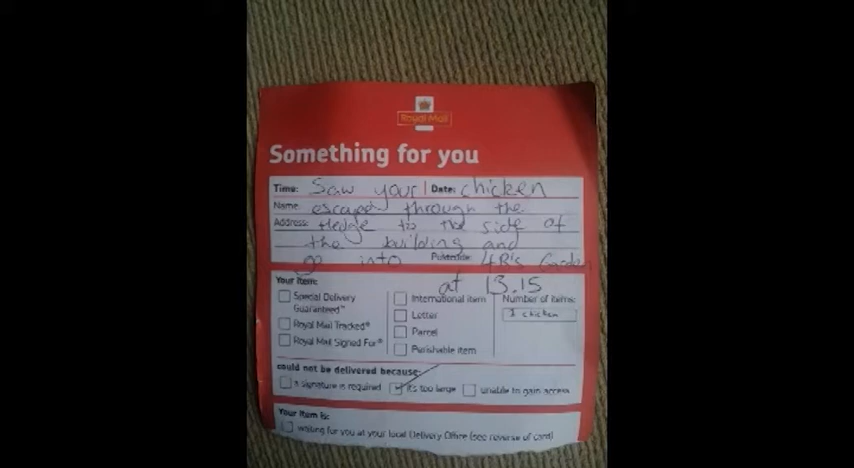 Royal Mail
Something for you
Time: Saw your Date: chicken
Name: escaped through the
Address: Hedge to the side of
the building and
go into Postcode: 4B's Garden
at 13.15
Your item:
Special Delivery Guaranteed™
Royal Mail Tracked®
Royal Mail Signed For®
International item
Letter
Parcel
Perishable item
Number of items:
1 chicken
could not be delivered because:
a signature is required it's too large unable to gain access
Your item is:
waiting for you at your local Delivery Office (see reverse of card)